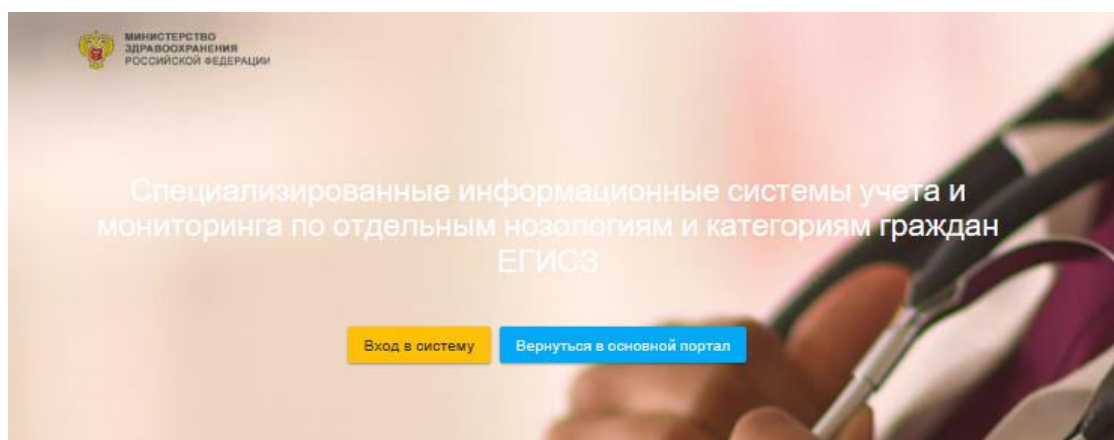 МИНИСТЕРСТВО
ЗДРАВООХРАНЕНИЯ
РОССИЙСКОЙ ФЕДЕРАЦИИ
Специализированные информационные системы учета и
мониторинга по отдельным нозологиям и категориям граждан
ЕГИСЗ
Вход в систему
Вернуться в основной портал